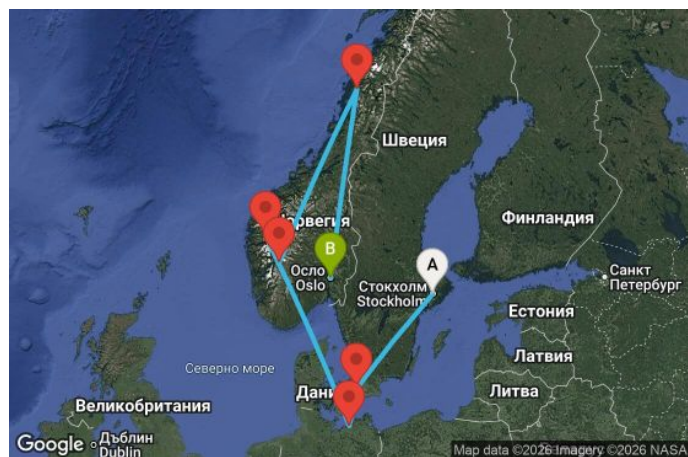 Швеция
Норвегия
B
Финландия
Осло
Oslo
A
Стокхолм
Stockholm
Санкт
Петербург
Естония
Северно море
Латвия
Литва
Великобритания
Google
Дъблин
Dublin
Map data ©2026 Imagery ©2026 NASA